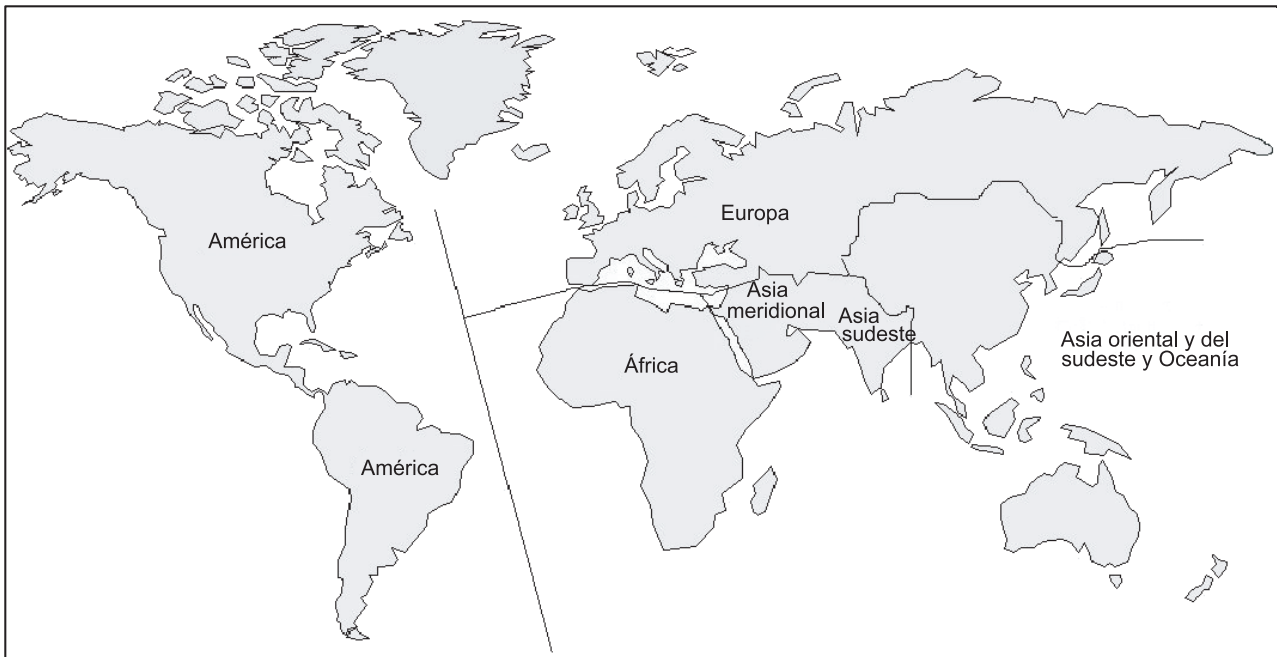 América
Europa
Asia
meridional
Asia
sudeste
Asia oriental y del
sudeste y Oceanía
África
América